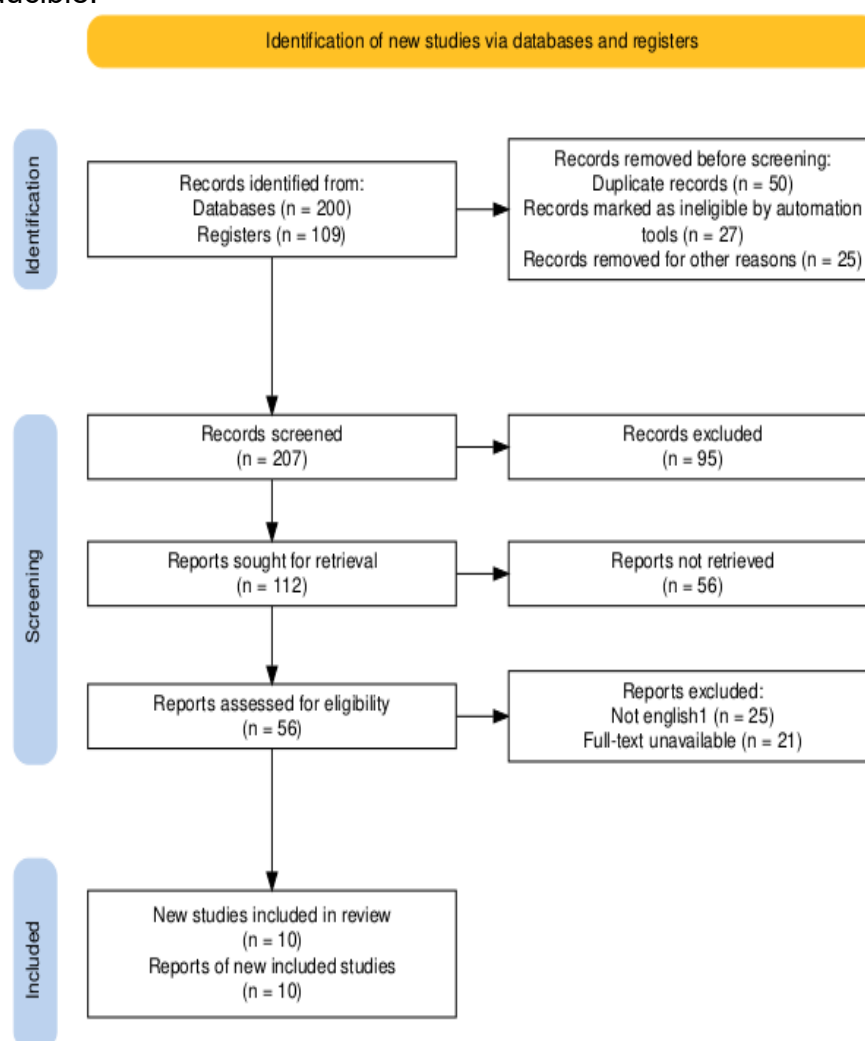 Identification of new studies via databases and registers
Identification
Records identified from:
Databases (n = 200)
Registers (n = 109)
Records removed before screening:
Duplicate records (n = 50)
Records marked as ineligible by automation
tools (n = 27)
Records removed for other reasons (n = 25)
Screening
Records screened
(n = 207)
Records excluded
(n = 95)
Reports sought for retrieval
(n = 112)
Reports not retrieved
(n = 56)
Reports assessed for eligibility
(n = 56)
Reports excluded:
Not english1 (n = 25)
Full-text unavailable (n = 21)
Included
New studies included in review
(n = 10)
Reports of new included studies
(n = 10)